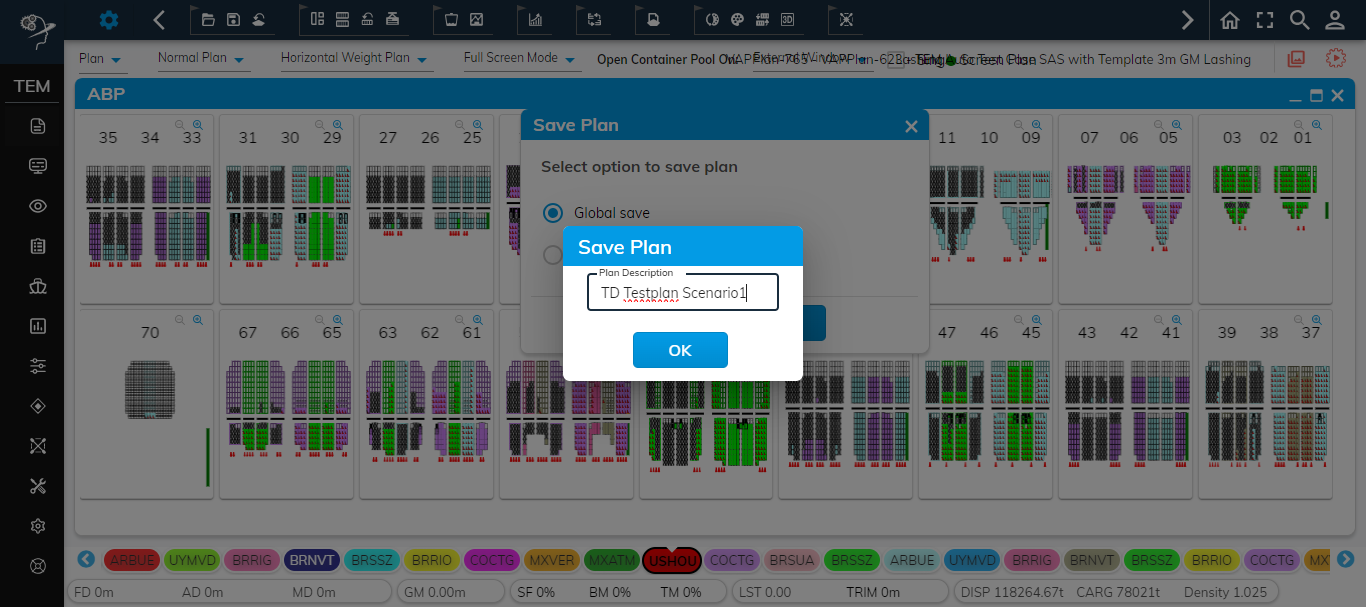 TEM
Plan
Normal Plan
Horizontal Weight Plan
Full Screen Mode
Open Container Pool On
3D
ABP
35 34 33
31 30 29
27 26 25
11 10 09
07 06 05
03 02 01
Save Plan
Select option to save plan
Global save
Save Plan
Plan Description
TD Testplan Scenario1
OK
70
67 66 65
63 62 61
47 46 45
43 42 41
39 38 37
ARBUE UYMVD BRRIG BRNVT BRSSZ BRRIO COCTG MXVER MXATM USHOU COCTG BRSUA BRSSZ ARBUE UYMVD BRRIG BRNVT BRSSZ BRRIO COCTG MX
FD 0m AD 0m MD 0m GM 0.00m SF 0% BM 0% TM 0% LST 0.00 TRIM 0m DISP 118264.67t CARG 78021t Density 1.025